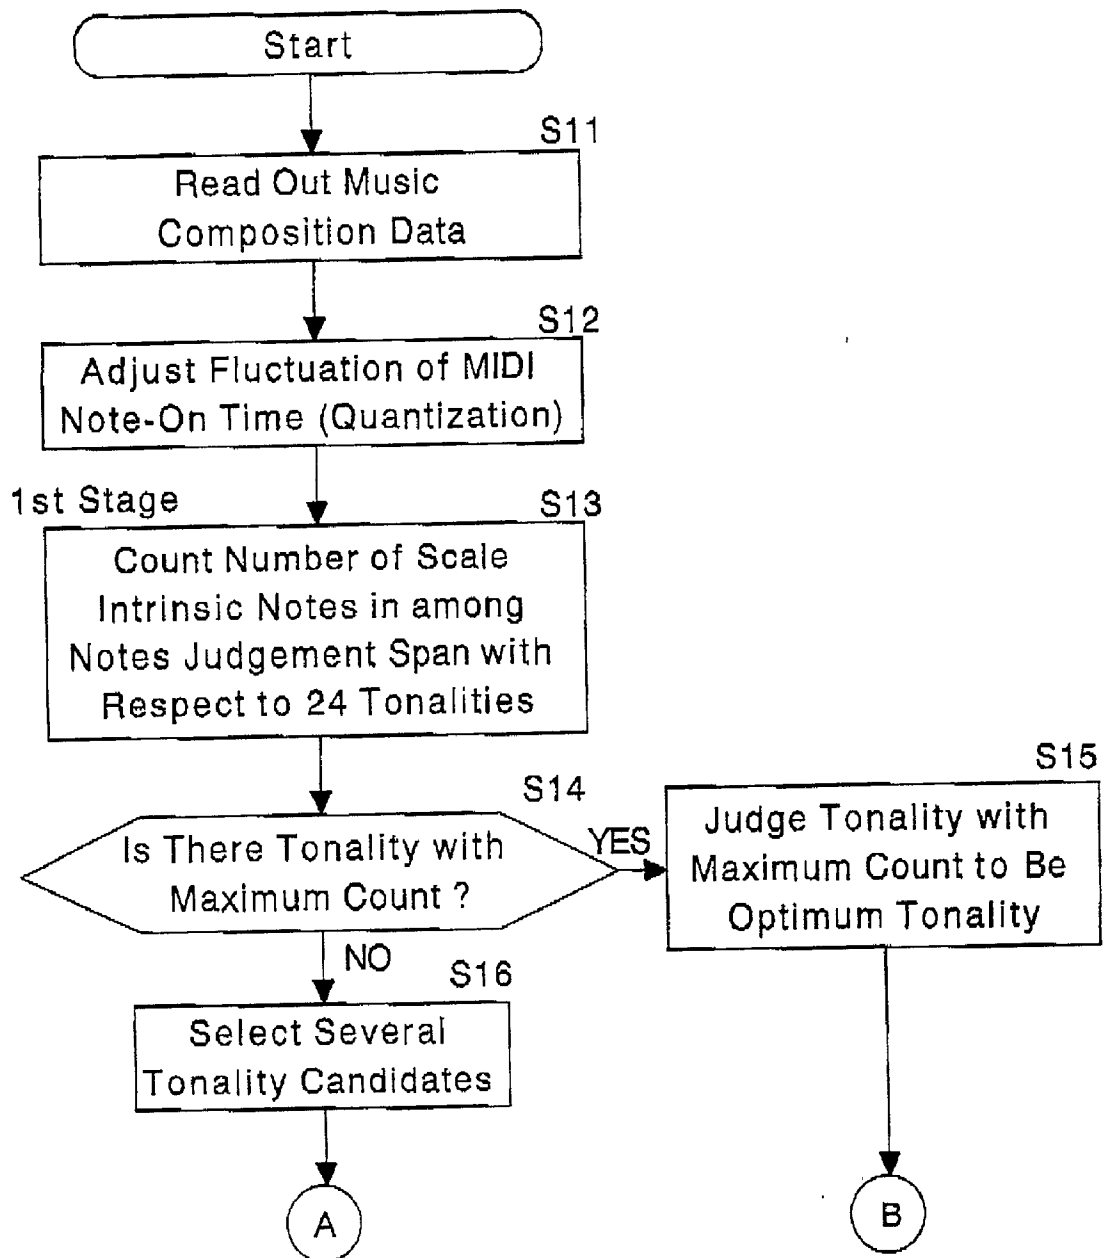 Start
S11
Read Out Music
Composition Data
S12
Adjust Fluctuation of MIDI
Note-On Time (Quantization)
1st Stage
S13
Count Number of Scale
Intrinsic Notes in among
Notes Judgement Span with
Respect to 24 Tonalities
S14
Is There Tonality with
Maximum Count ?
YES
S15
Judge Tonality with
Maximum Count to Be
Optimum Tonality
NO
S16
Select Several
Tonality Candidates
A
B